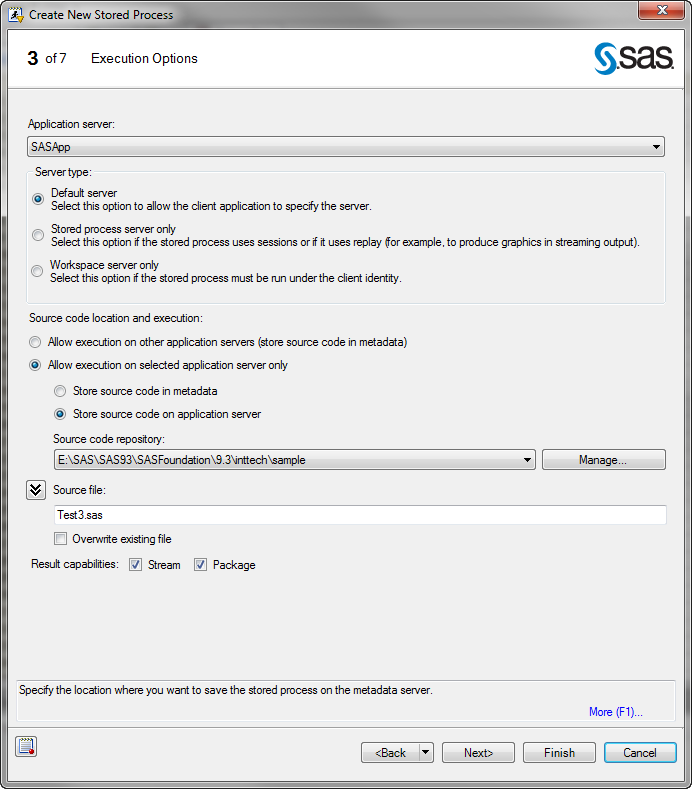 Create New Stored Process
3 of 7 Execution Options
sas.
Application server:
SASApp
Server type:
Default server
Select this option to allow the client application to specify the server.
Stored process server only
Select this option if the stored process uses sessions or if it uses replay (for example, to produce graphics in streaming output).
Workspace server only
Select this option if the stored process must be run under the client identity.
Source code location and execution:
Allow execution on other application servers (store source code in metadata)
Allow execution on selected application server only
Store source code in metadata
Store source code on application server
Source code repository:
E:\SAS\SAS93\SASFoundation\9.3\inttech\sample
Manage...
Source file:
Test3.sas
Overwrite existing file
Result capabilities: Stream Package
Specify the location where you want to save the stored process on the metadata server.
More (F1)...
<Back Next> Finish Cancel